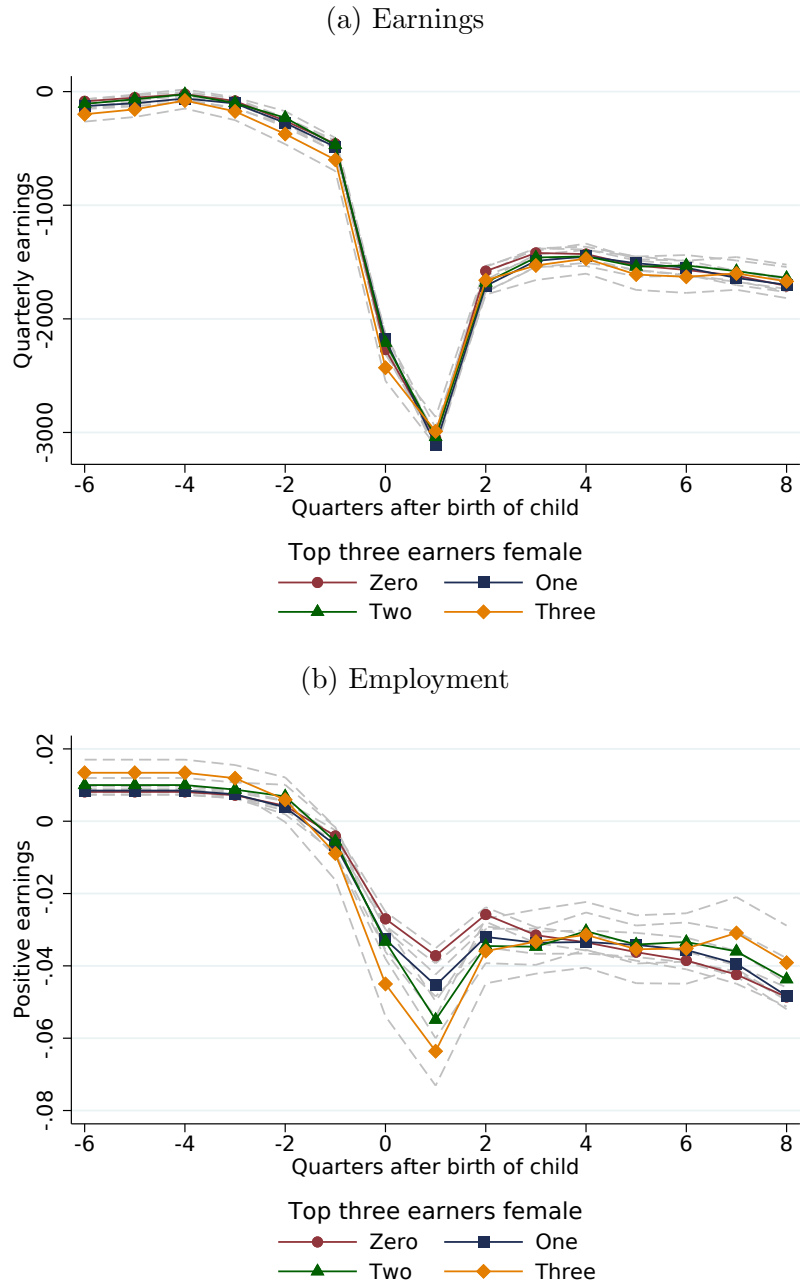 (a) Earnings
0
-1000
-2000
-3000
Quarterly earnings
-6 -4 -2 0 2 4 6 8
Quarters after birth of child
Top three earners female
Zero One
Two Three
(b) Employment
.02
0
-.02
-.04
-.06
-.08
Positive earnings
-6 -4 -2 0 2 4 6 8
Quarters after birth of child
Top three earners female
Zero One
Two Three